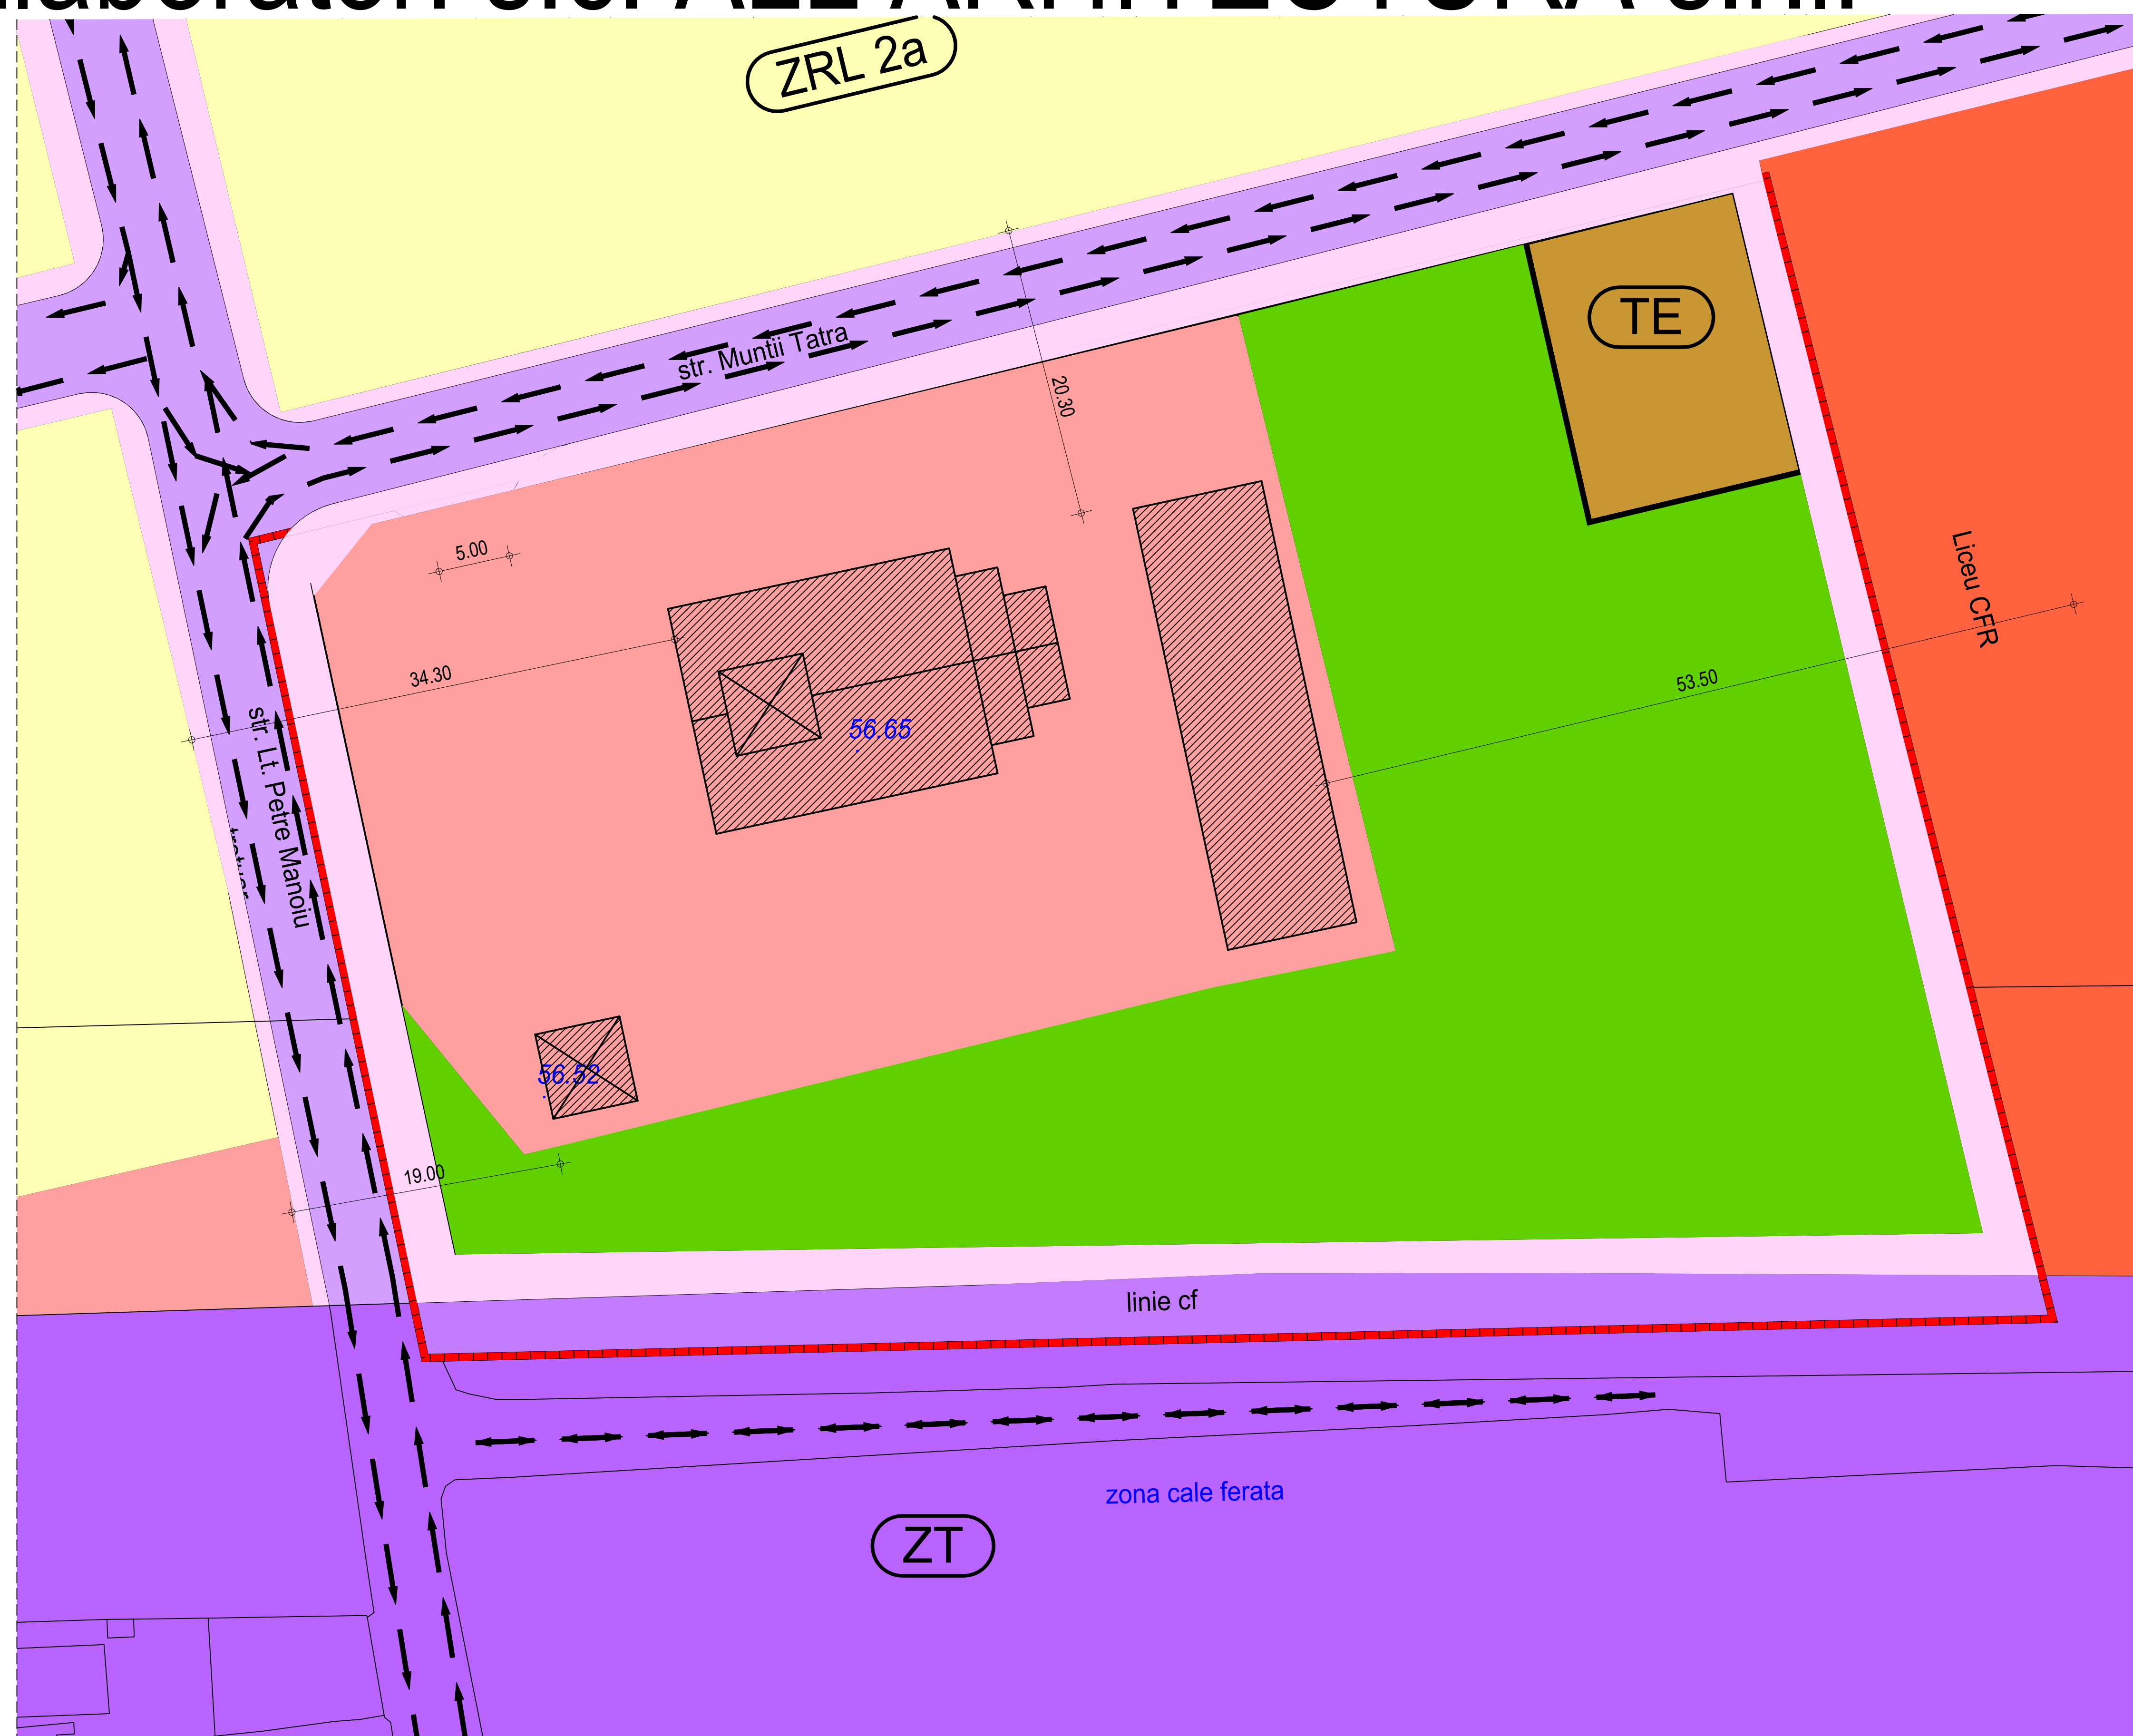 ZRL 2a
str. Muntii Tatra
TE
20.30
5.00
Liceu CFR
34.30
53.50
56.65
str. Lt. Petre Manoiu
56.52
19.00
linie cf
zona cale ferata
ZT